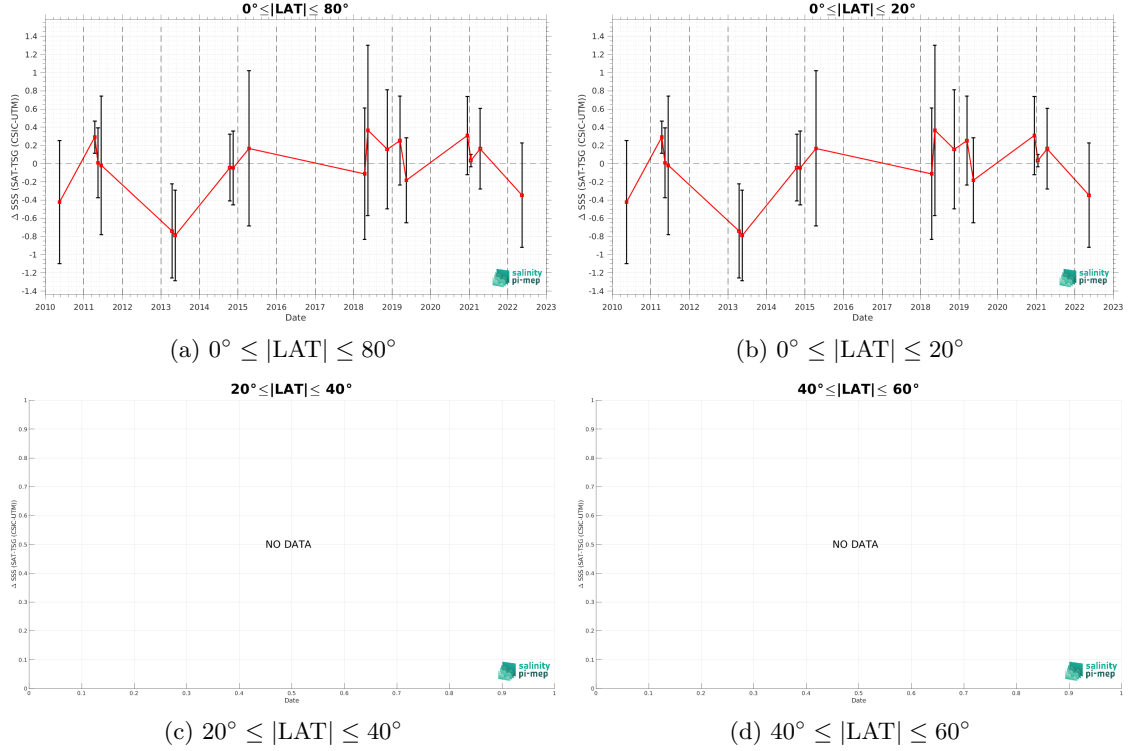 0°≤|LAT|≤ 80°
Δ SSS (SAT-TSG (CSIC-UTM))
1.4
1.2
1
0.8
0.6
0.4
0.2
0
-0.2
-0.4
-0.6
-0.8
-1
-1.2
-1.4
salinity
pi-mep
2010 2011 2012 2013 2014 2015 2016 2017 2018 2019 2020 2021 2022 2023
Date
(a) 0° ≤ |LAT| ≤ 80°
0°≤|LAT|≤ 20°
Δ SSS (SAT-TSG (CSIC-UTM))
1.4
1.2
1
0.8
0.6
0.4
0.2
0
-0.2
-0.4
-0.6
-0.8
-1
-1.2
-1.4
salinity
pi-mep
2010 2011 2012 2013 2014 2015 2016 2017 2018 2019 2020 2021 2022 2023
Date
(b) 0° ≤ |LAT| ≤ 20°
20°≤|LAT|≤ 40°
Δ SSS (SAT-TSG (CSIC-UTM))
1
0.9
0.8
0.7
0.6
0.5
0.4
0.3
0.2
0.1
0
NO DATA
salinity
pi-mep
0 0.1 0.2 0.3 0.4 0.5 0.6 0.7 0.8 0.9 1
Date
(c) 20° ≤ |LAT| ≤ 40°
40°≤|LAT|≤ 60°
Δ SSS (SAT-TSG (CSIC-UTM))
1
0.9
0.8
0.7
0.6
0.5
0.4
0.3
0.2
0.1
0
NO DATA
salinity
pi-mep
0 0.1 0.2 0.3 0.4 0.5 0.6 0.7 0.8 0.9 1
Date
(d) 40° ≤ |LAT| ≤ 60°